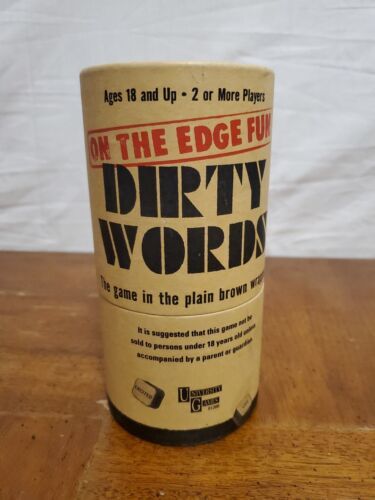 Ages 18 and Up • 2 or More Players
ON THE EDGE FUN
DIRTY
WORDS
The game in the plain brown
It is suggested that this game not be
sold to persons under 18 years old unless
accompanied by a parent or guardian.
UNIVERSITY
GAMES